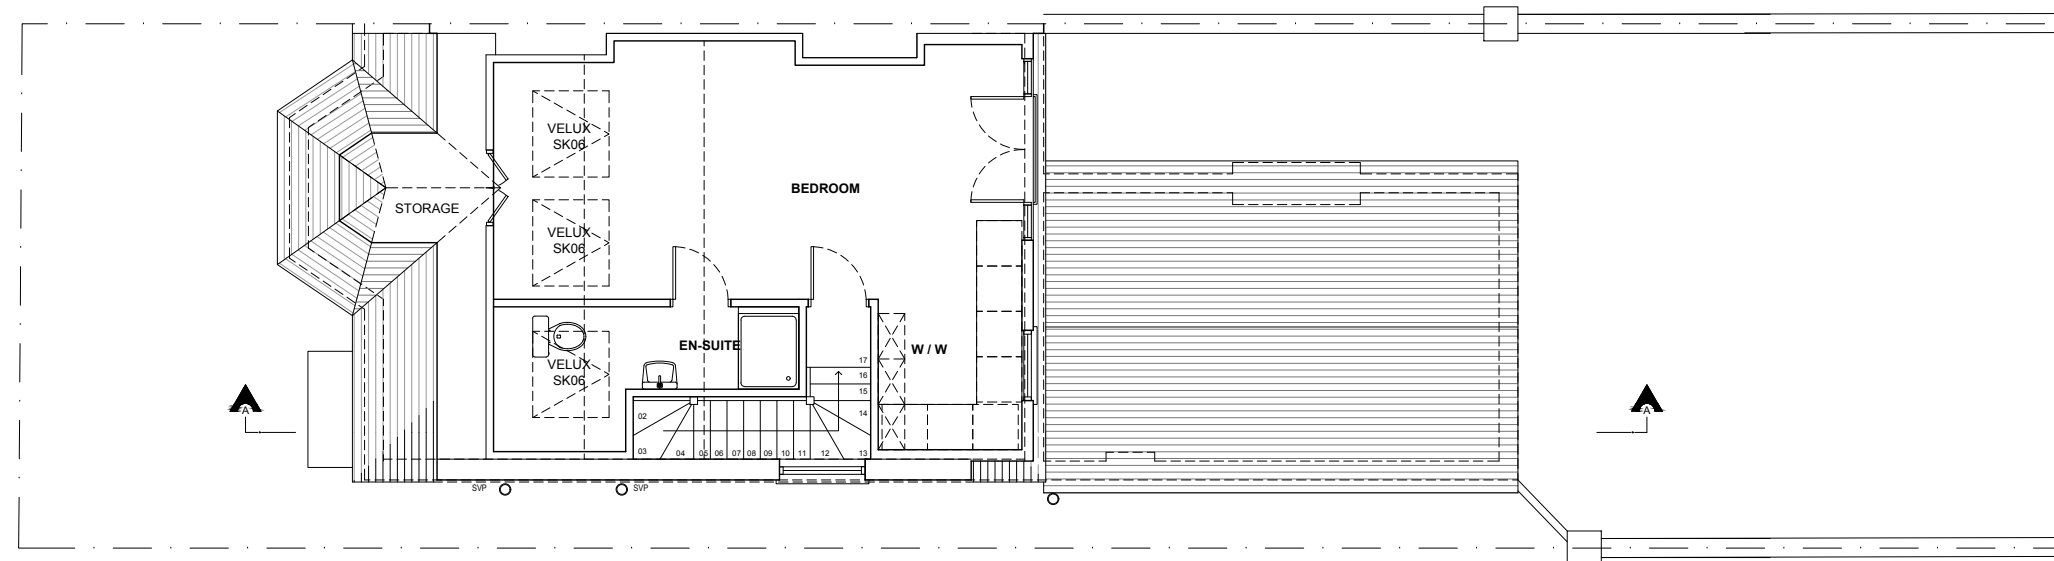 VELUX
SK06
BEDROOM
STORAGE
VELUX
SK06
EN-SUITE
W / W
VELUX
SK06
17
16
15
14
02
03
04
05
06
07
08
09
10
11
12
13
A
A
SVP
SVP